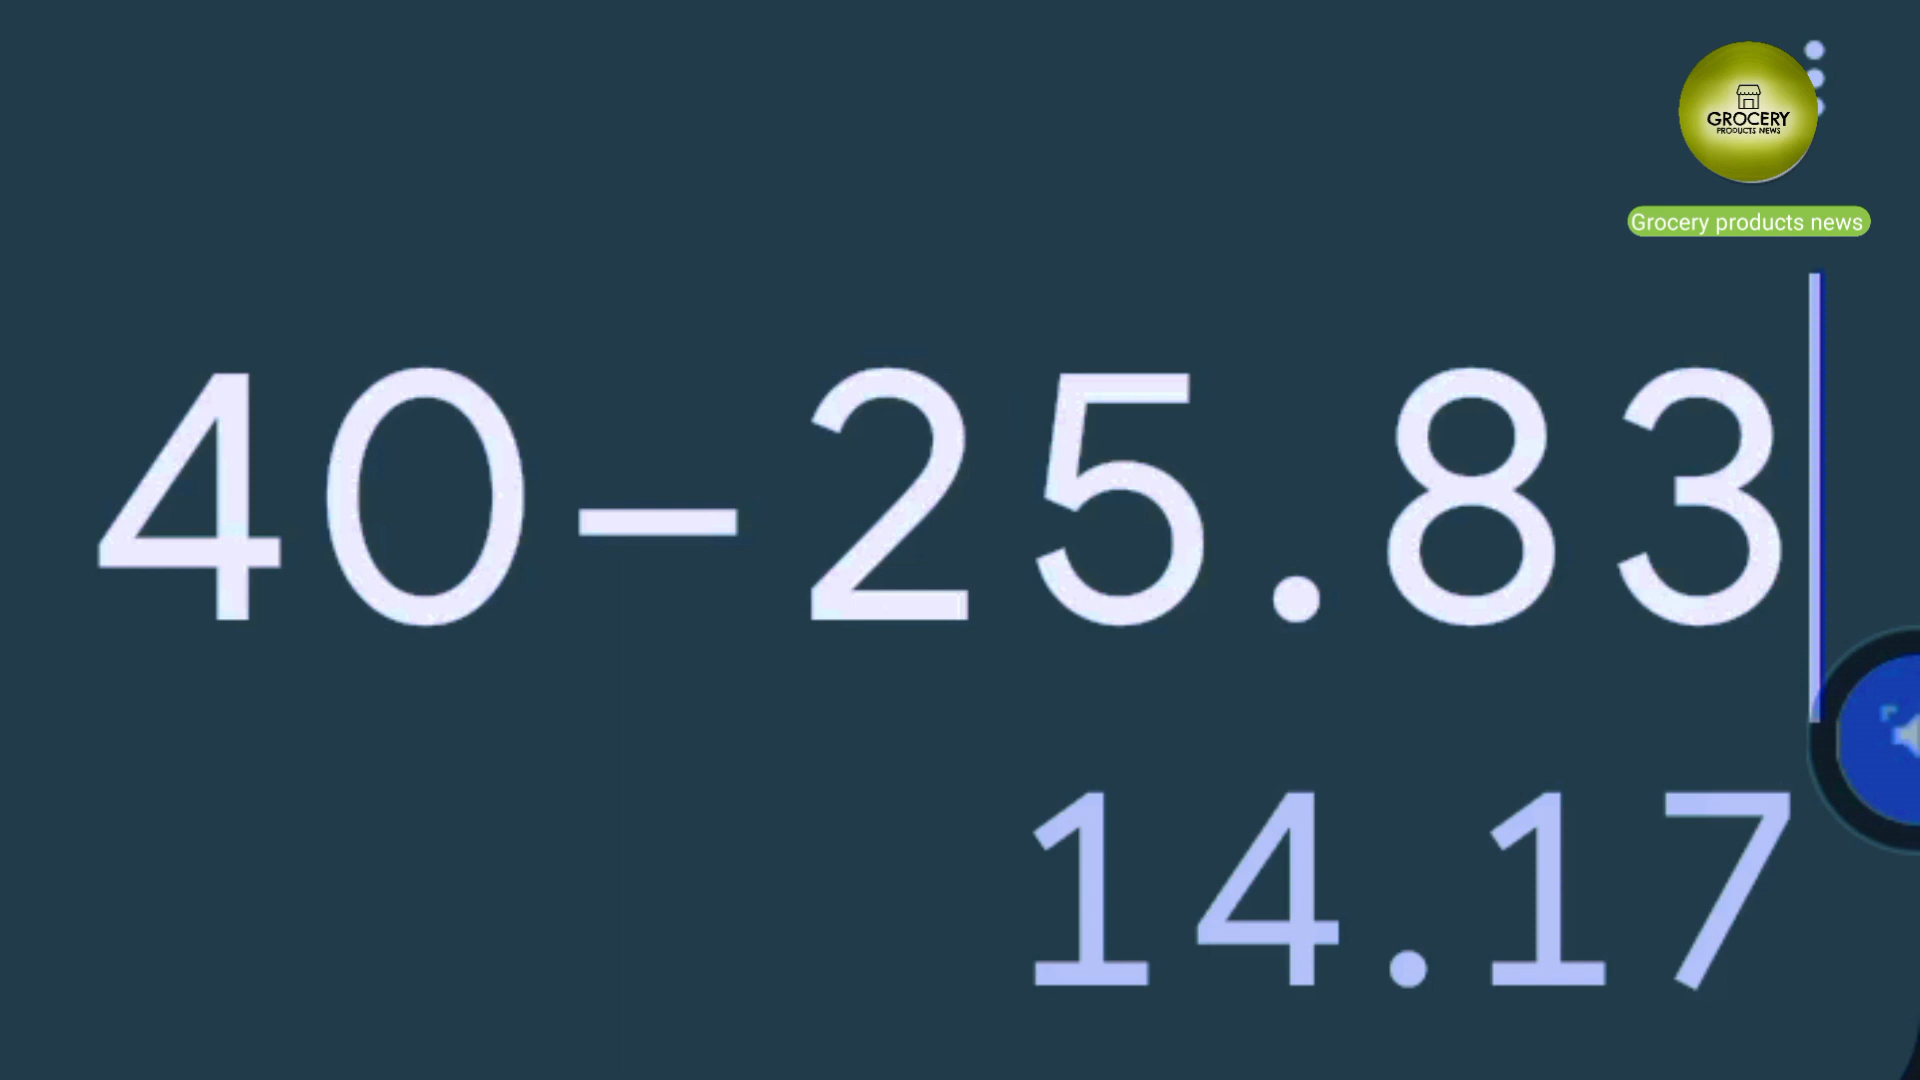 GROCERY
PRODUCTS NEWS
Grocery products news
40–25.83
14.17